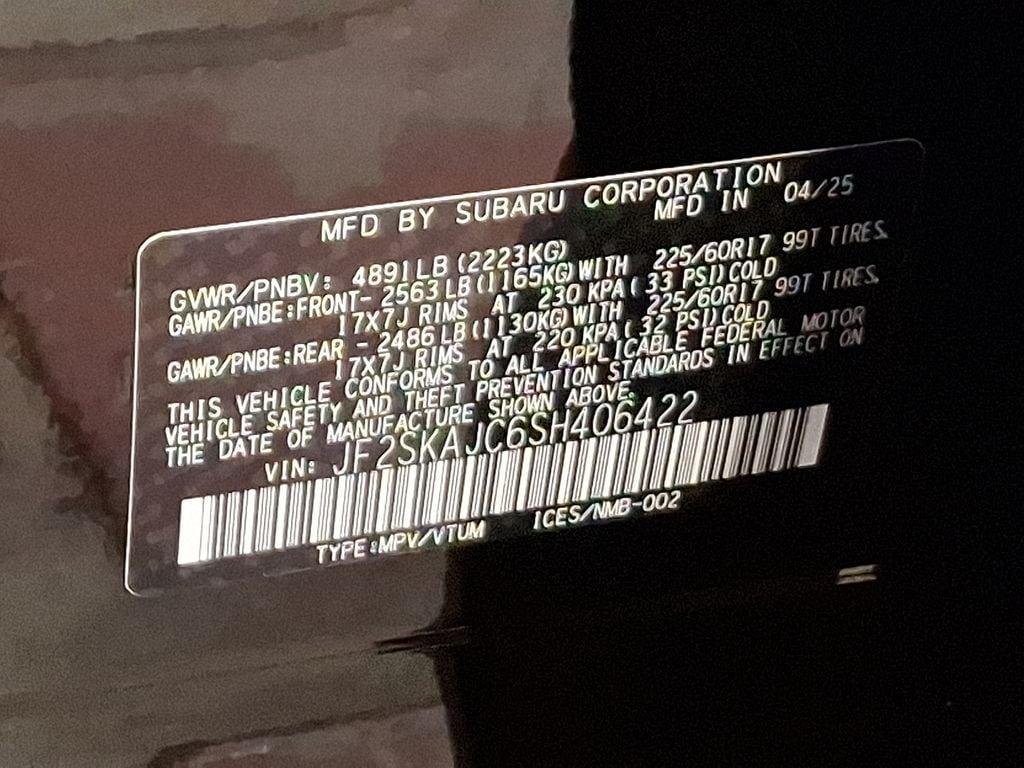 MFD BY SUBARU CORPORATION
MFD IN 04/25
GVWR/PNBV: 4891LB(2223KG)
GAWR/PNBE:FRONT- 2563LB(1165KG)WITH 225/60R17 99T TIRES.
17X7J RIMS AT 230 KPA( 33 PSI)COLD
GAWR/PNBE:REAR - 2486LB(1130KG)WITH 225/60R17 99T TIRES.
17X7J RIMS AT 220 KPA( 32 PSI)COLD
THIS VEHICLE CONFORMS TO ALL APPLICABLE FEDERAL MOTOR
VEHICLE SAFETY AND THEFT PREVENTION STANDARDS IN EFFECT ON
THE DATE OF MANUFACTURE SHOWN ABOVE.
VIN: JF2SKAJC6SH406422
TYPE:MPV/VTUM ICES/NMB-002